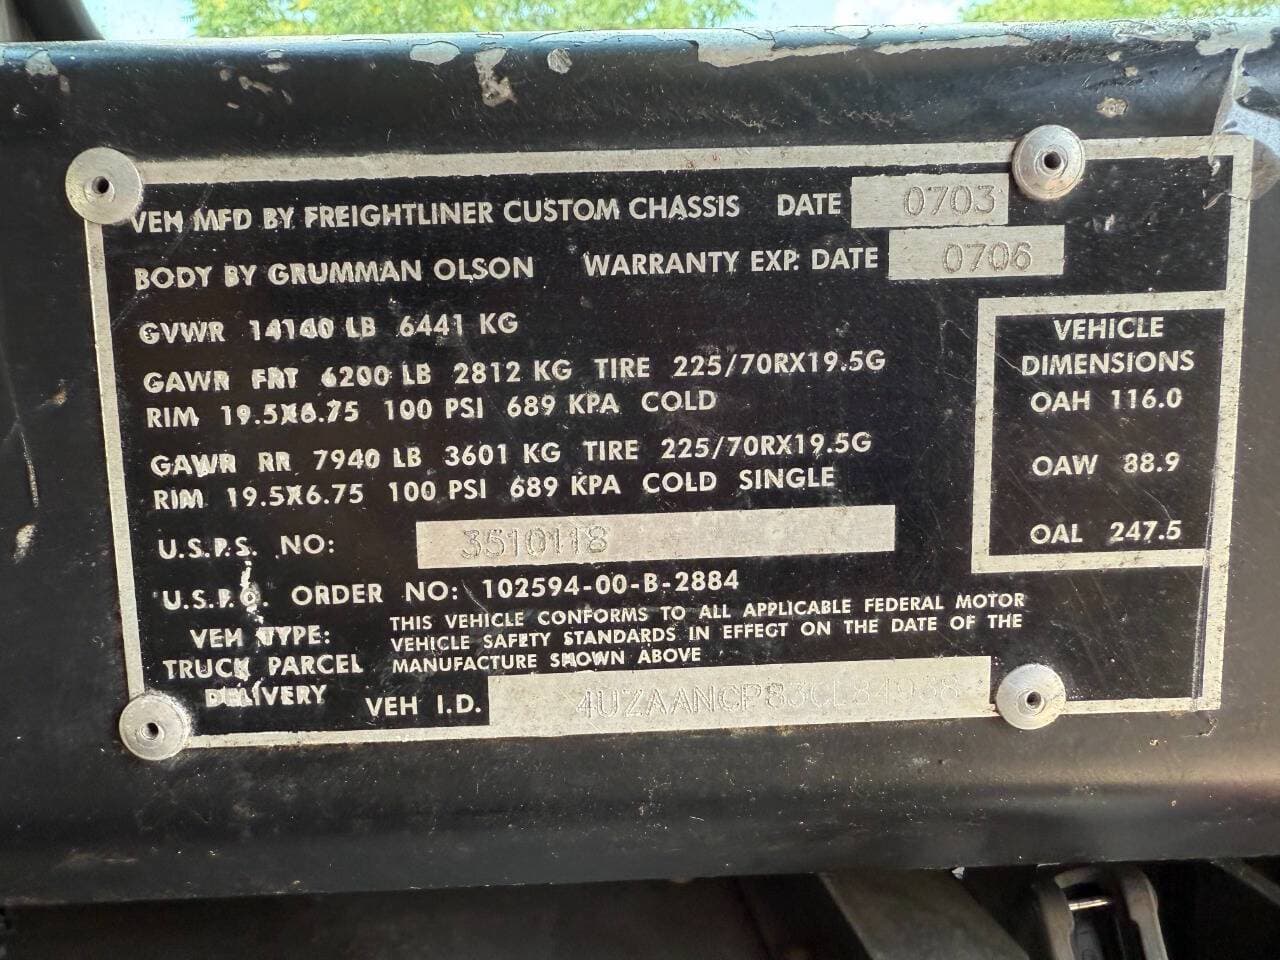 VEH MFD BY FREIGHTLINER CUSTOM CHASSIS DATE 0703
BODY BY GRUMMAN OLSON WARRANTY EXP. DATE 0706
GVWR 14140 LB 6441 KG
GAWR FRT 6200 LB 2812 KG TIRE 225/70RX19.5G
RIM 19.5X6.75 100 PSI 689 KPA COLD
GAWR RR 7940 LB 3601 KG TIRE 225/70RX19.5G
RIM 19.5X6.75 100 PSI 689 KPA COLD SINGLE
VEHICLE
DIMENSIONS
OAH 116.0
OAW 88.9
OAL 247.5
U.S.P.S. NO: 3510118
U.S.P.S. ORDER NO: 102594-00-B-2884
VEH TYPE:
TRUCK PARCEL
DELIVERY
THIS VEHICLE CONFORMS TO ALL APPLICABLE FEDERAL MOTOR
VEHICLE SAFETY STANDARDS IN EFFECT ON THE DATE OF THE
MANUFACTURE SHOWN ABOVE
VEH I.D.